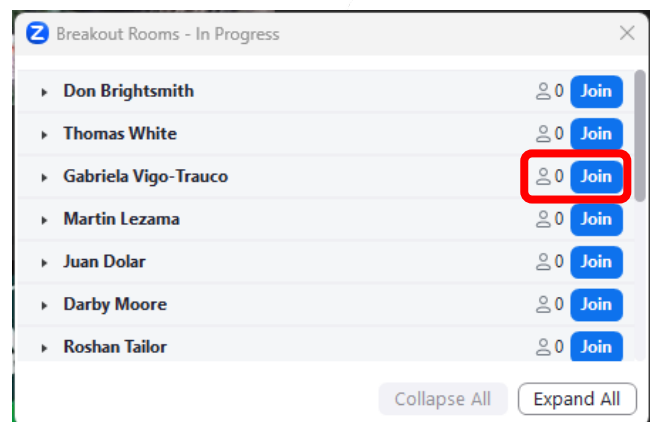 Z Breakout Rooms - In Progress
Don Brightsmith 0 Join
Thomas White 0 Join
Gabriela Vigo-Trauco 0 Join
Martin Lezama 0 Join
Juan Dolar 0 Join
Darby Moore 0 Join
Roshan Tailor 0 Join
Collapse All Expand All